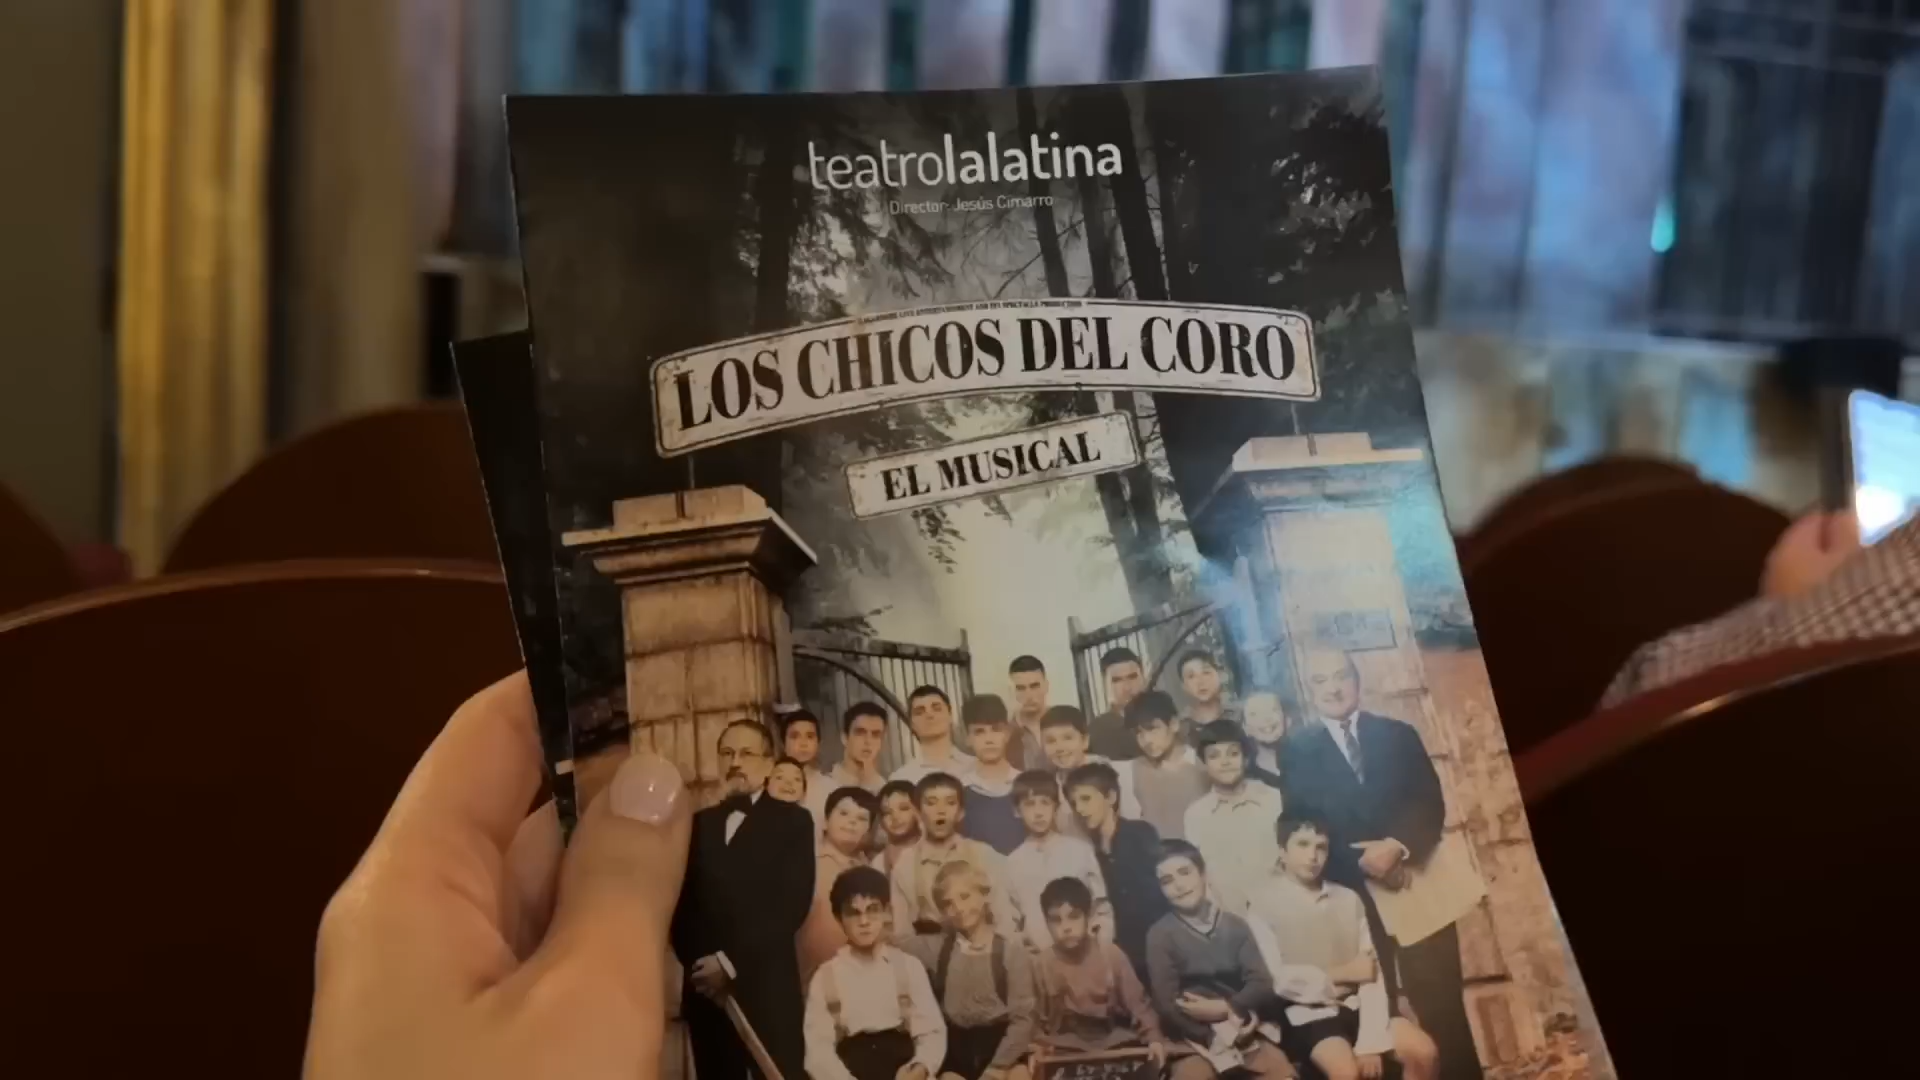 teatrolalatina
Director: Jesús Cimarro
LOS CHICOS DEL CORO
EL MUSICAL